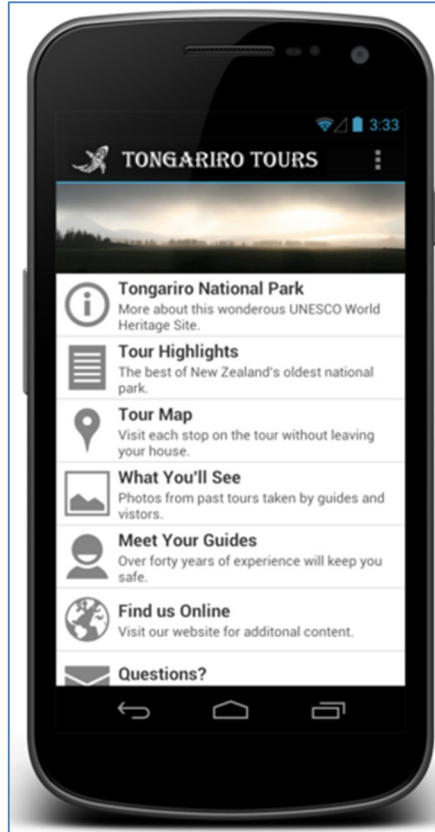 3:33
TONGARIRO TOURS
Tongariro National Park
More about this wonderous UNESCO World
Heritage Site.
Tour Highlights
The best of New Zealand's oldest national
park.
Tour Map
Visit each stop on the tour without leaving
your house.
What You'll See
Photos from past tours taken by guides and
vistors.
Meet Your Guides
Over forty years of experience will keep you
safe.
Find us Online
Visit our website for additonal content.
Questions?